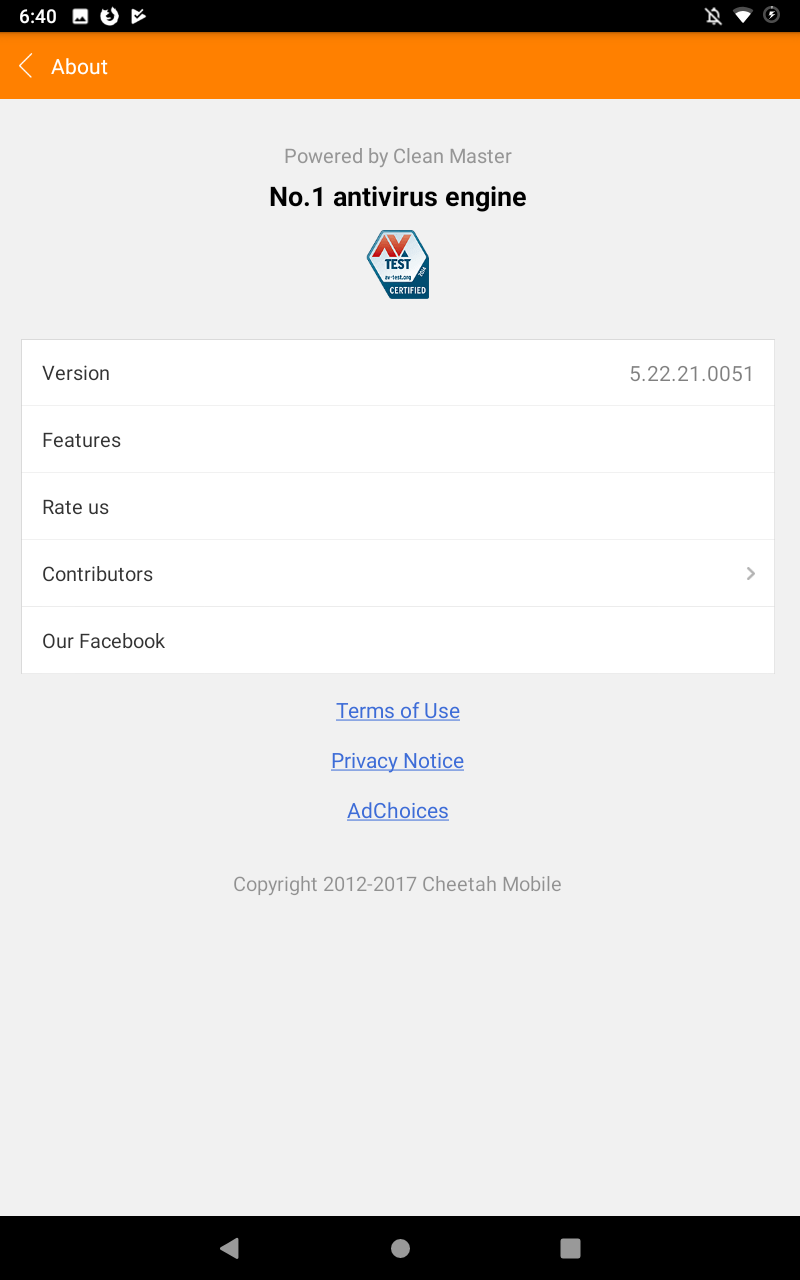 6:40
About
Powered by Clean Master
No.1 antivirus engine
AV
TEST
av-test.org
CERTIFIED
Version 5.22.21.0051
Features
Rate us
Contributors
Our Facebook
Terms of Use
Privacy Notice
AdChoices
Copyright 2012-2017 Cheetah Mobile